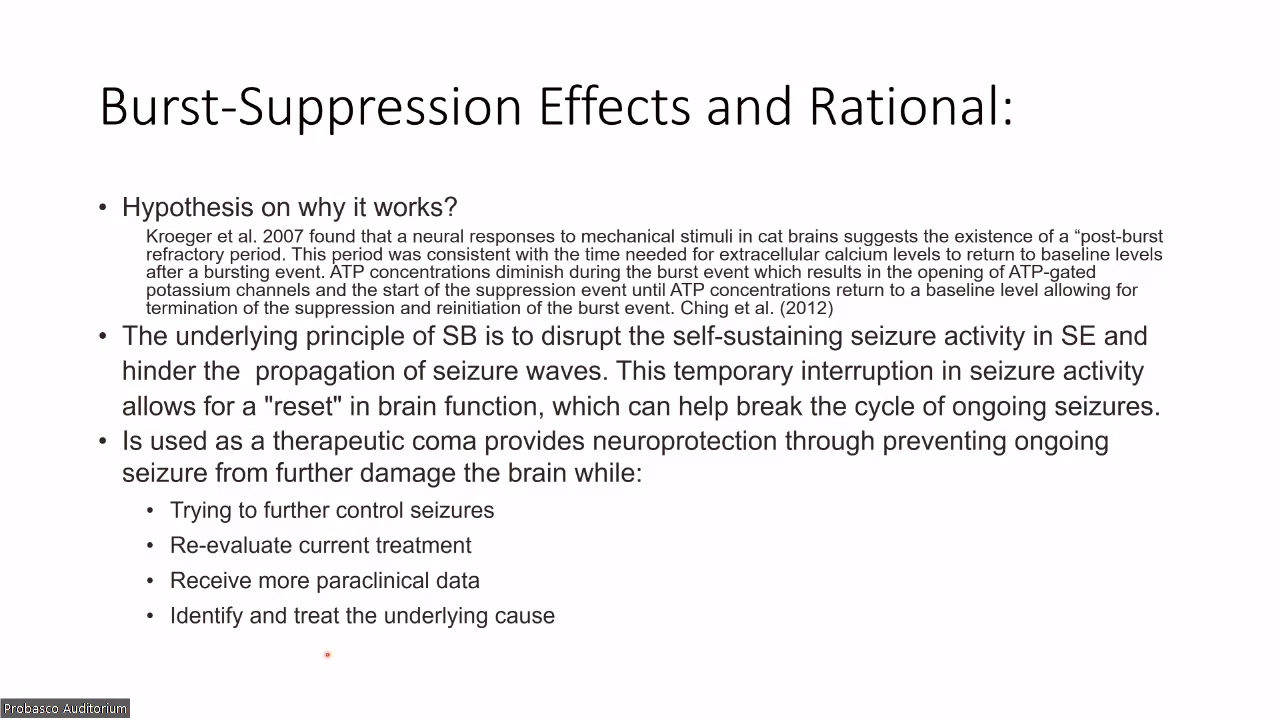 Burst-Suppression Effects and Rational:
• Hypothesis on why it works?
Kroeger et al. 2007 found that a neural responses to mechanical stimuli in cat brains suggests the existence of a “post-burst
refractory period. This period was consistent with the time needed for extracellular calcium levels to return to baseline levels
after a bursting event. ATP concentrations diminish during the burst event which results in the opening of ATP-gated
potassium channels and the start of the suppression event until ATP concentrations return to a baseline level allowing for
termination of the suppression and reinitiation of the burst event. Ching et al. (2012)
• The underlying principle of SB is to disrupt the self-sustaining seizure activity in SE and
hinder the  propagation of seizure waves. This temporary interruption in seizure activity
allows for a "reset" in brain function, which can help break the cycle of ongoing seizures.
• Is used as a therapeutic coma provides neuroprotection through preventing ongoing
seizure from further damage the brain while:
• Trying to further control seizures
• Re-evaluate current treatment
• Receive more paraclinical data
• Identify and treat the underlying cause
Probasco Auditorium